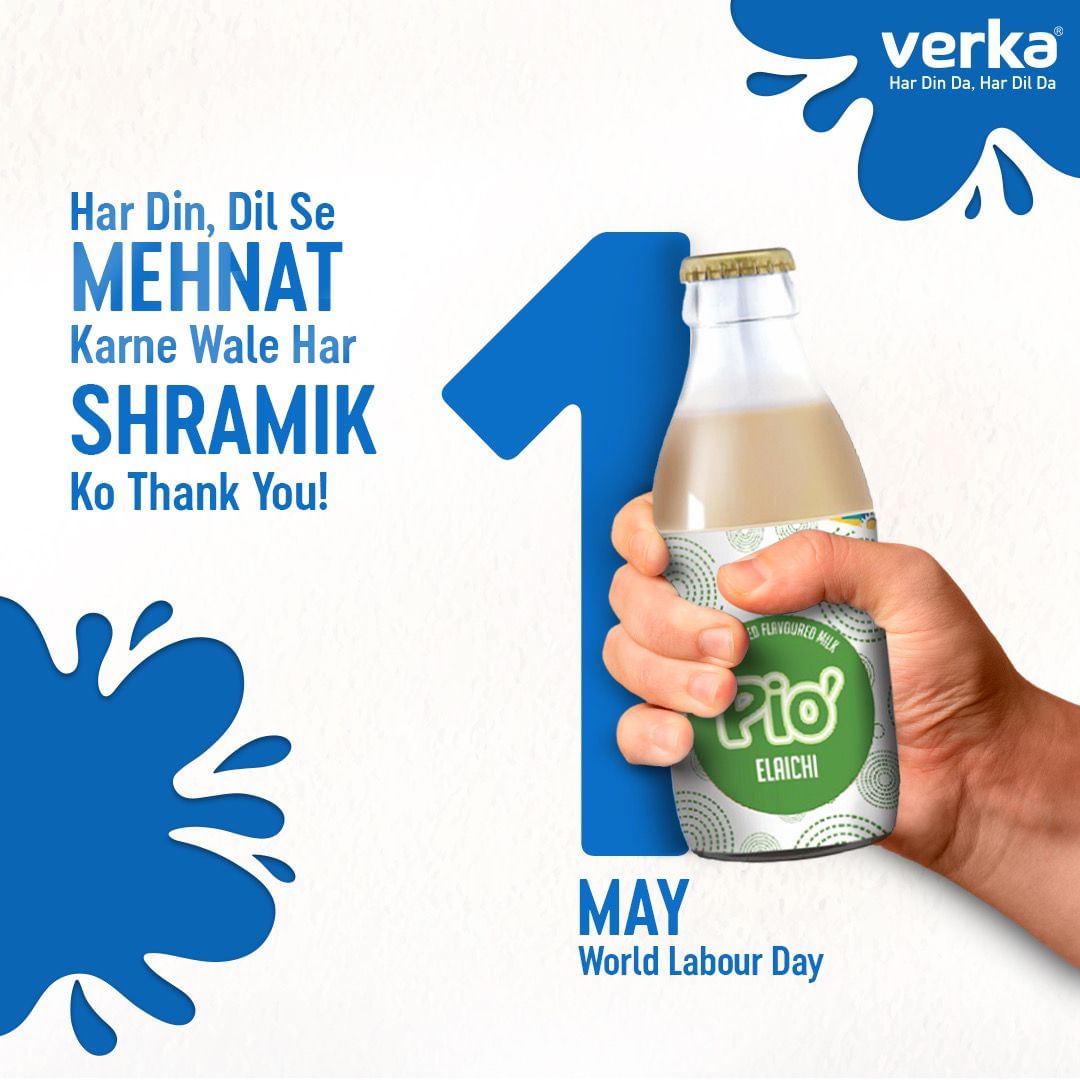 verka®
Har Din Da, Har Dil Da
Har Din, Dil Se
MEHNAT
Karne Wale Har
SHRAMIK
Ko Thank You!
1
FLAVOURED MILK
Pio'
ELAICHI
MAY
World Labour Day